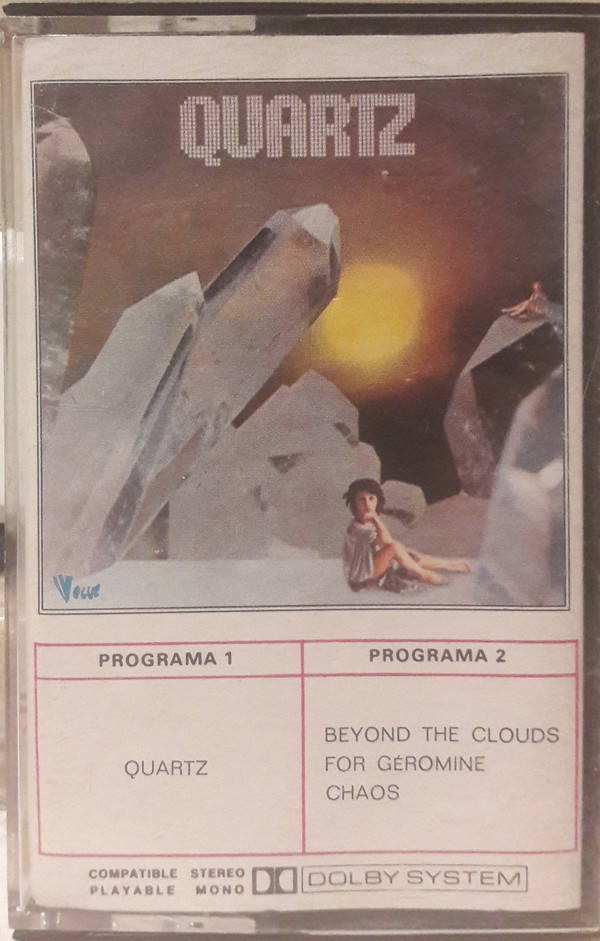 QUARTZ
Vogue
PROGRAMA 1
QUARTZ
PROGRAMA 2
BEYOND THE CLOUDS
FOR GÉROMINE
CHAOS
COMPATIBLE STEREO
PLAYABLE MONO
DOLBY SYSTEM